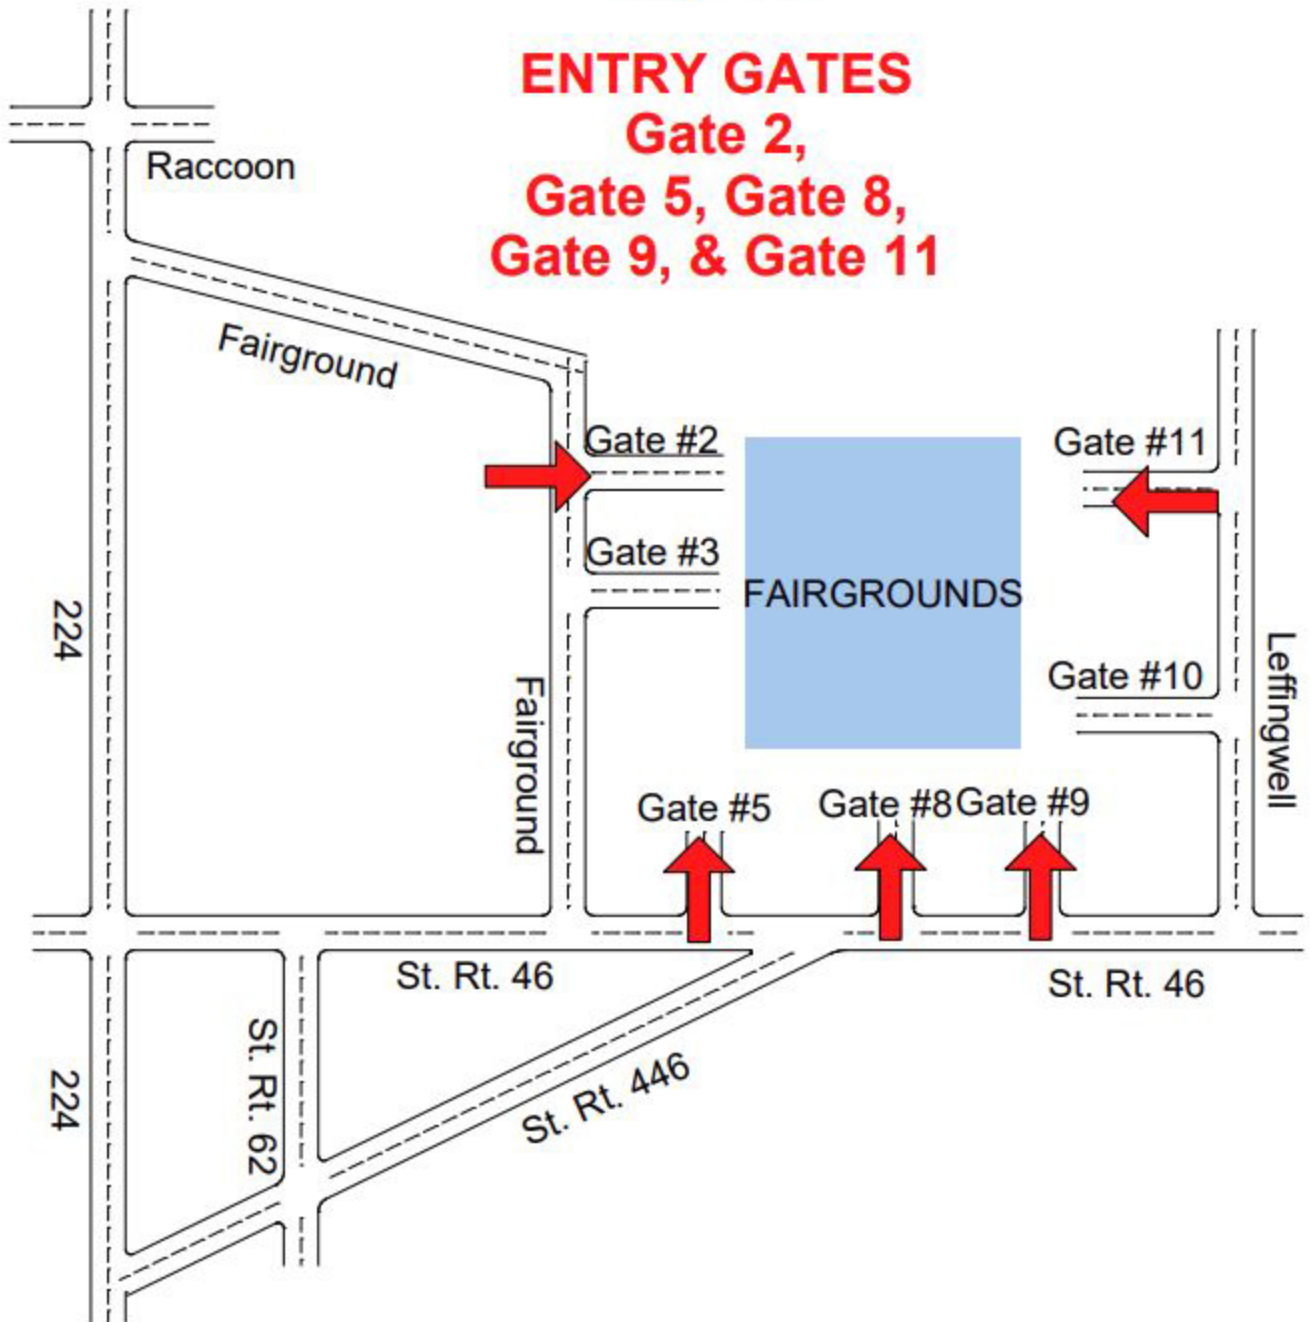 ENTRY GATES
Gate 2,
Gate 5, Gate 8,
Gate 9, & Gate 11
Raccoon
Fairground
Gate #2
Gate #11
Gate #3
FAIRGROUNDS
224
Fairground
Gate #10
Leffingwell
Gate #5
Gate #8
Gate #9
St. Rt. 46
St. Rt. 46
St. Rt. 62
224
St. Rt. 446